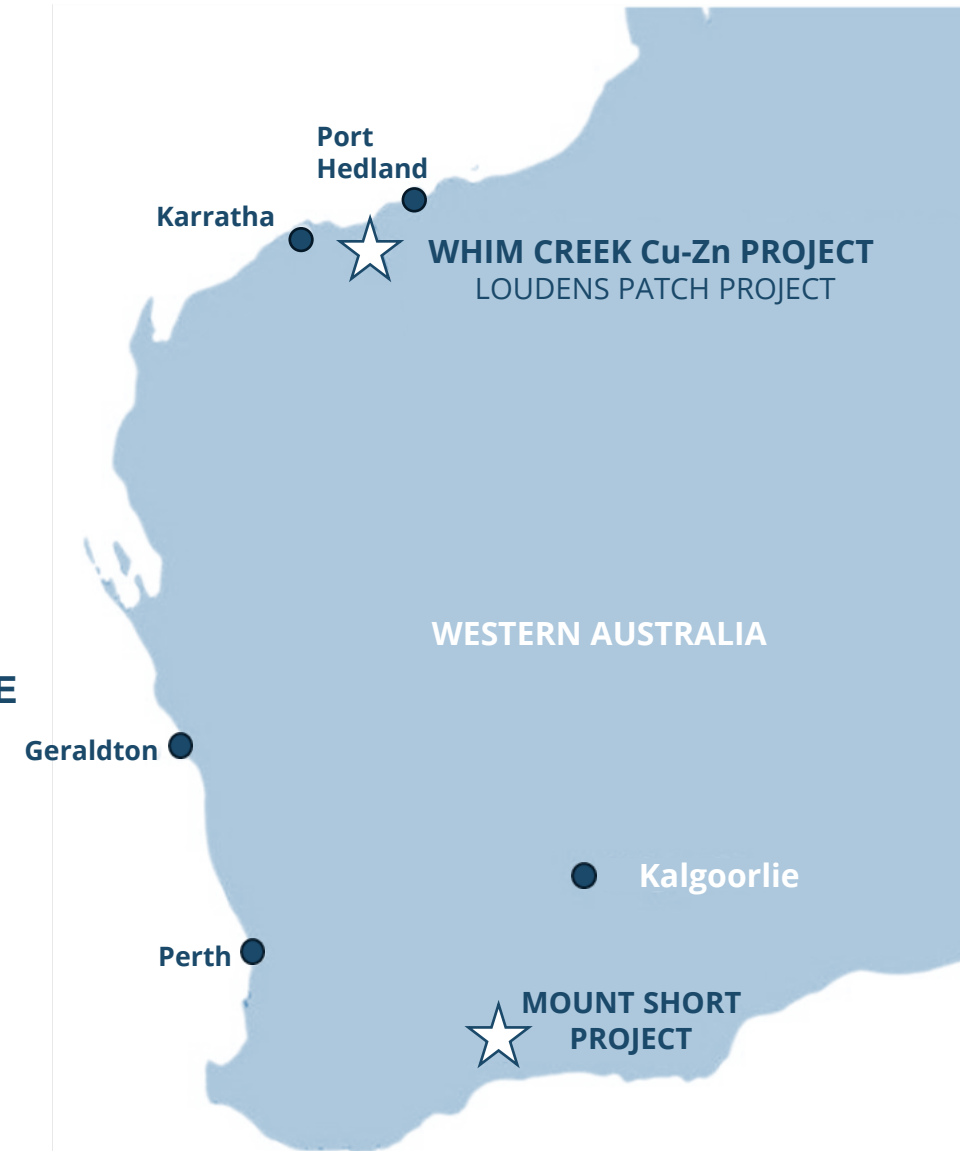 Port
Hedland
Karratha
WHIM CREEK Cu-Zn PROJECT
LOUDENS PATCH PROJECT
WESTERN AUSTRALIA
E
Geraldton
Kalgoorlie
Perth
MOUNT SHORT
PROJECT